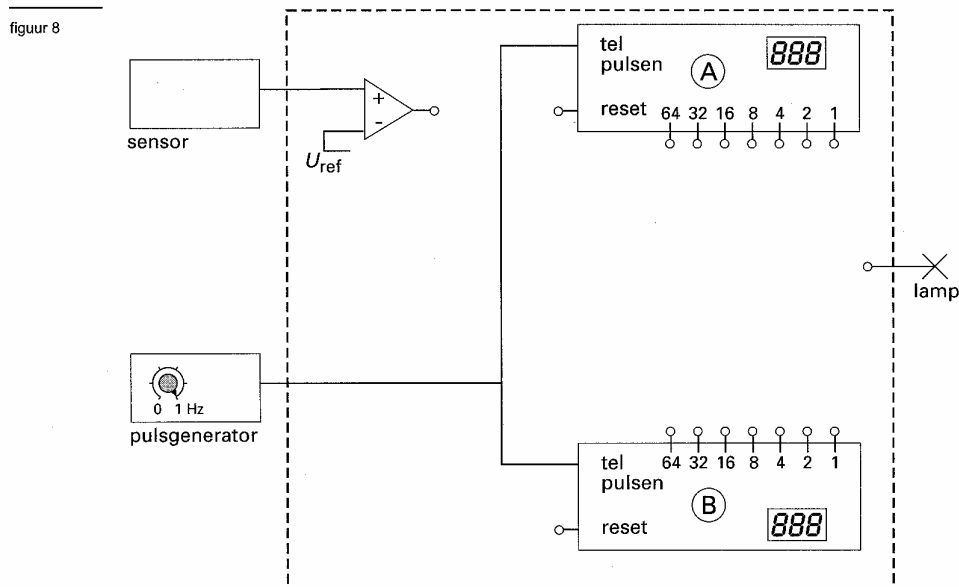 figuur 8
sensor
+
-
Uref
tel
pulsen
A
888
reset
64 32 16 8 4 2 1
lamp
0 1 Hz
pulsgenerator
tel
pulsen
64 32 16 8 4 2 1
B
reset
888